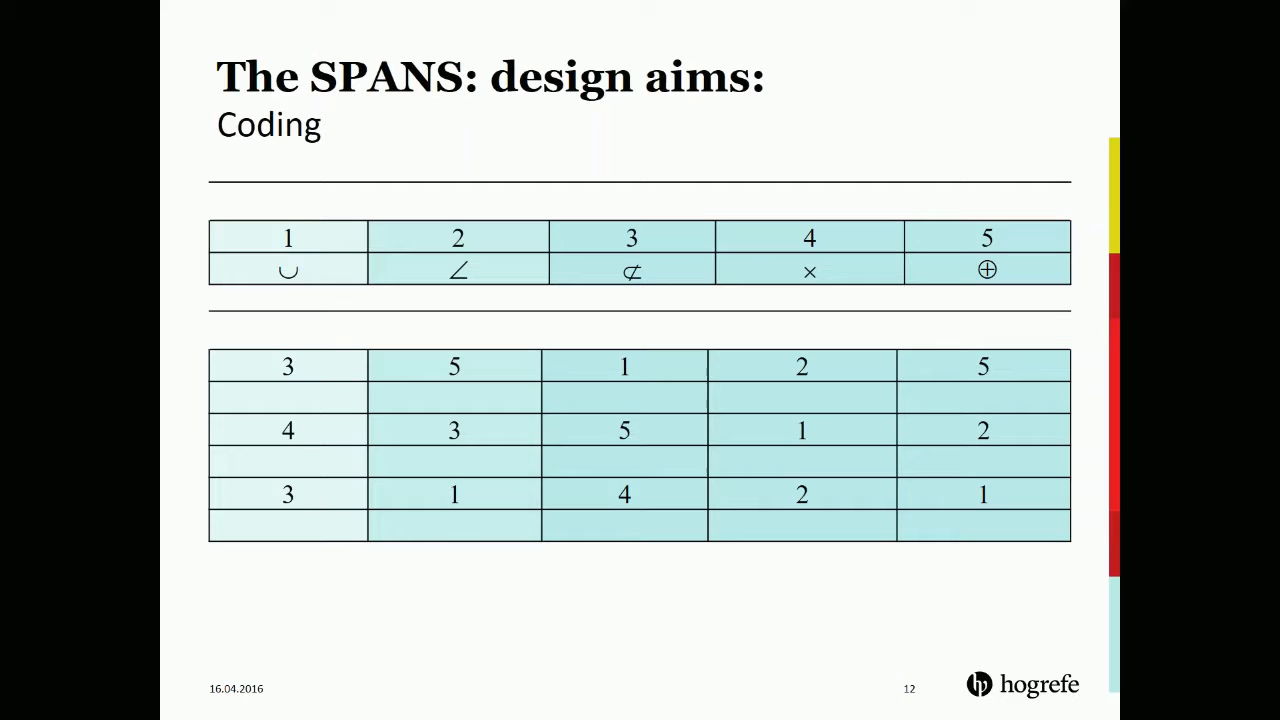 The SPANS: design aims:
Coding
1 2 3 4 5
⌣ ∠ ⊄ × ⊕
3 5 1 2 5
4 3 5 1 2
3 1 4 2 1
16.04.2016 12 hogrefe